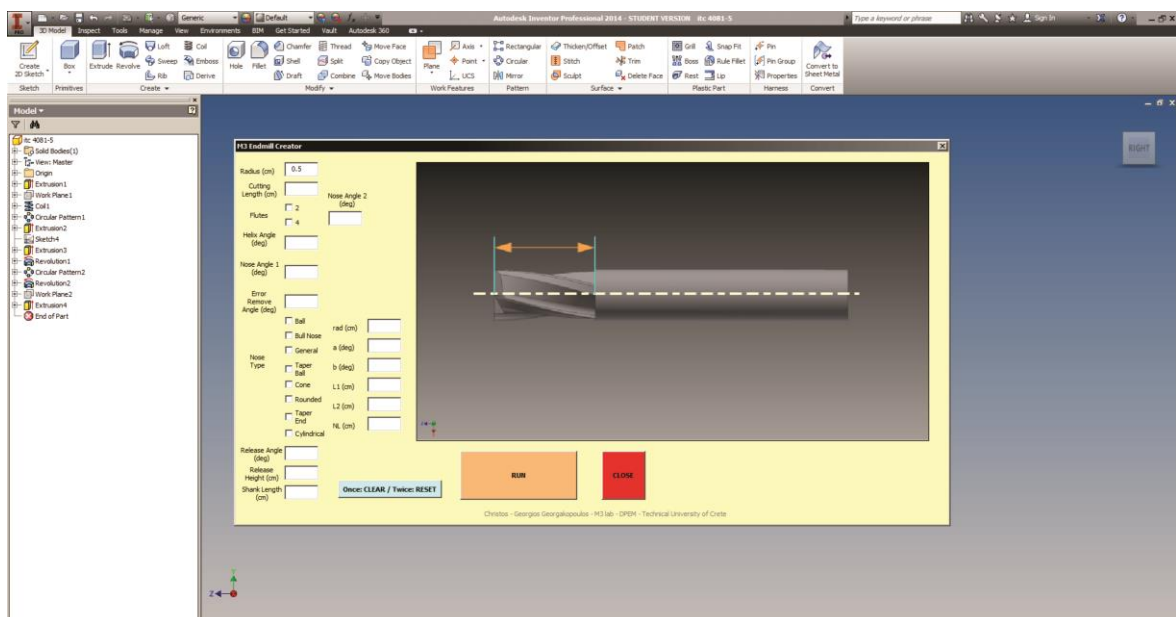 PRO
Generic
Default
Autodesk Inventor Professional 2014 - STUDENT VERSION itc 4081-5
Type a keyword or phrase
Sign In
3D Model Inspect Tools Manage View Environments BIM Get Started Vault Autodesk 360
Create 2D Sketch
Box
Extrude Revolve
Loft
Sweep
Rib
Coil
Emboss
Derive
Hole Fillet
Chamfer
Shell
Draft
Thread
Split
Combine
Move Face
Copy Object
Move Bodies
Plane
Axis
Point
UCS
Rectangular
Circular
Mirror
Thicken/Offset
Stitch
Sculpt
Patch
Trim
Delete Face
Grill
Boss
Rest
Snap Fit
Rule Fillet
Lip
Pin
Pin Group
Properties
Convert to Sheet Metal
Sketch Primitives Create Modify Work Features Pattern Surface Plastic Part Harness Convert
Model
itc 4081-5
Solid Bodies(1)
View: Master
Origin
Extrusion1
Work Plane1
Coil1
Circular Pattern1
Extrusion2
Sketch4
Extrusion3
Revolution1
Circular Pattern2
Revolution2
Work Plane2
Extrusion4
End of Part
RIGHT
M3 Endmill Creator
Radius (cm) 0.5
Cutting
Length (cm)
Nose Angle 2
(deg)
Flutes
2
4
Helix Angle
(deg)
Nose Angle 1
(deg)
Error
Remove
Angle (deg)
Nose
Type
Ball
Bull Nose
General
Taper
Ball
Cone
Rounded
Taper
End
Cylindrical
rad (cm)
a (deg)
b (deg)
L1 (cm)
L2 (cm)
NL (cm)
Release Angle
(deg)
Release
Height (cm)
Shank Length
(cm)
Once: CLEAR / Twice: RESET
RUN
CLOSE
Christos - Georgios Georgakopoulos - M3 lab - DPEM - Technical University of Crete
Y
Z